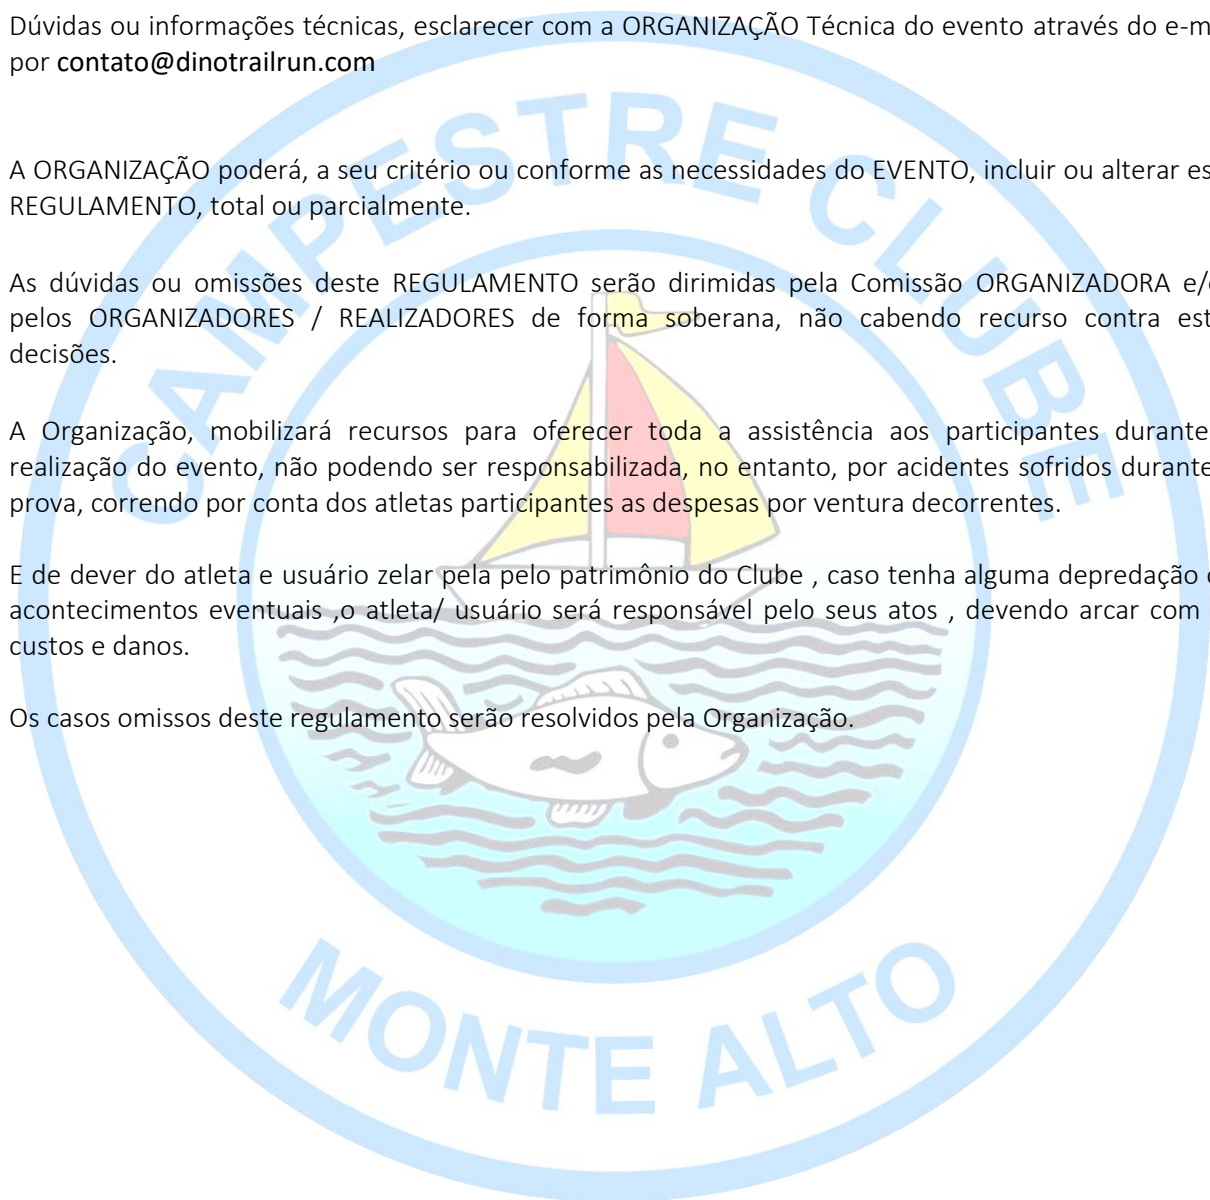 Dúvidas ou informações técnicas, esclarecer com a ORGANIZAÇÃO Técnica do evento através do e-m
por contato@dinotrailrun.com
A ORGANIZAÇÃO poderá, a seu critério ou conforme as necessidades do EVENTO, incluir ou alterar es
REGULAMENTO, total ou parcialmente.
As dúvidas ou omissões deste REGULAMENTO serão dirimidas pela Comissão ORGANIZADORA e/
pelos ORGANIZADORES / REALIZADORES de forma soberana, não cabendo recurso contra est
decisões.
A Organização, mobilizará recursos para oferecer toda a assistência aos participantes durante
realização do evento, não podendo ser responsabilizada, no entanto, por acidentes sofridos durante
prova, correndo por conta dos atletas participantes as despesas por ventura decorrentes.
E de dever do atleta e usuário zelar pela pelo patrimônio do Clube , caso tenha alguma depredação
acontecimentos eventuais ,o atleta/ usuário será responsável pelo seus atos , devendo arcar com
custos e danos.
Os casos omissos deste regulamento serão resolvidos pela Organização.
CAMPESTRE CLUBE
MONTE ALTO